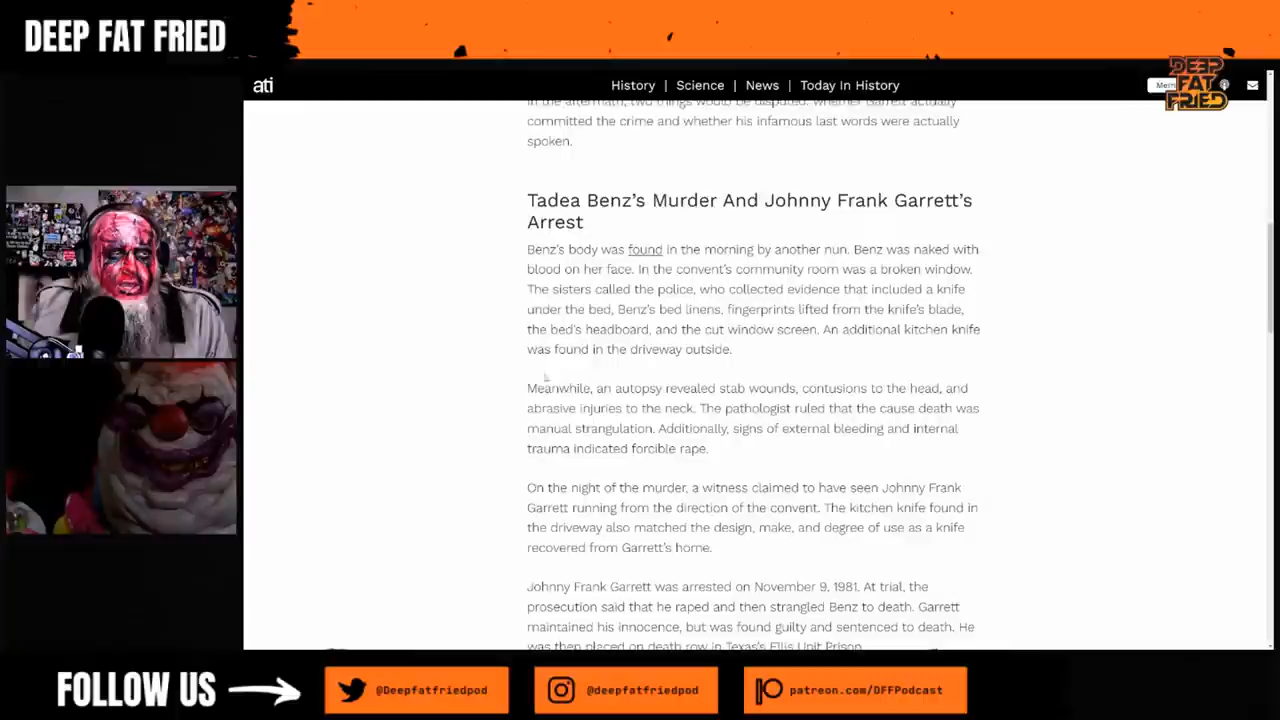 DEEP FAT FRIED
ati
History | Science | News | Today In History
Mem
DEEP
FAT
FRIED
In the aftermath, two things would be disputed: whether Garrett actually
committed the crime and whether his infamous last words were actually
spoken.
Tadea Benz's Murder And Johnny Frank Garrett's
Arrest
Benz's body was found in the morning by another nun. Benz was naked with
blood on her face. In the convent's community room was a broken window.
The sisters called the police, who collected evidence that included a knife
under the bed, Benz's bed linens, fingerprints lifted from the knife's blade,
the bed's headboard, and the cut window screen. An additional kitchen knife
was found in the driveway outside.
Meanwhile, an autopsy revealed stab wounds, contusions to the head, and
abrasive injuries to the neck. The pathologist ruled that the cause death was
manual strangulation. Additionally, signs of external bleeding and internal
trauma indicated forcible rape.
On the night of the murder, a witness claimed to have seen Johnny Frank
Garrett running from the direction of the convent. The kitchen knife found in
the driveway also matched the design, make, and degree of use as a knife
recovered from Garrett's home.
Johnny Frank Garrett was arrested on November 9, 1981. At trial, the
prosecution said that he raped and then strangled Benz to death. Garrett
maintained his innocence, but was found guilty and sentenced to death. He
was then placed on death row in Texas's Ellis Unit Prison.
FOLLOW US
@Deepfatfriedpod
@deepfatfriedpod
patreon.com/DFFPodcast